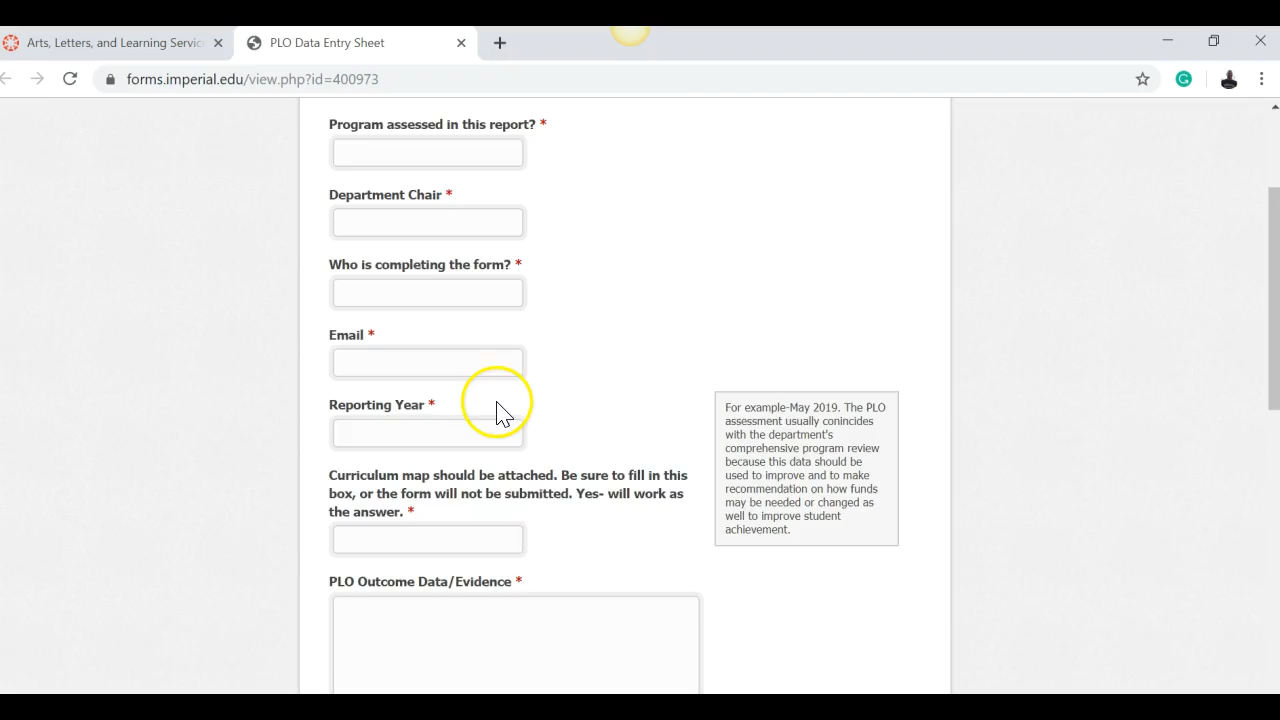 Arts, Letters, and Learning Servic
PLO Data Entry Sheet
forms.imperial.edu/view.php?id=400973
Program assessed in this report? *
Department Chair *
Who is completing the form? *
Email *
Reporting Year *
For example-May 2019. The PLO
assessment usually conincides
with the department's
comprehensive program review
because this data should be
used to improve and to make
recommendation on how funds
may be needed or changed as
well to improve student
achievement.
Curriculum map should be attached. Be sure to fill in this
box, or the form will not be submitted. Yes- will work as
the answer. *
PLO Outcome Data/Evidence *